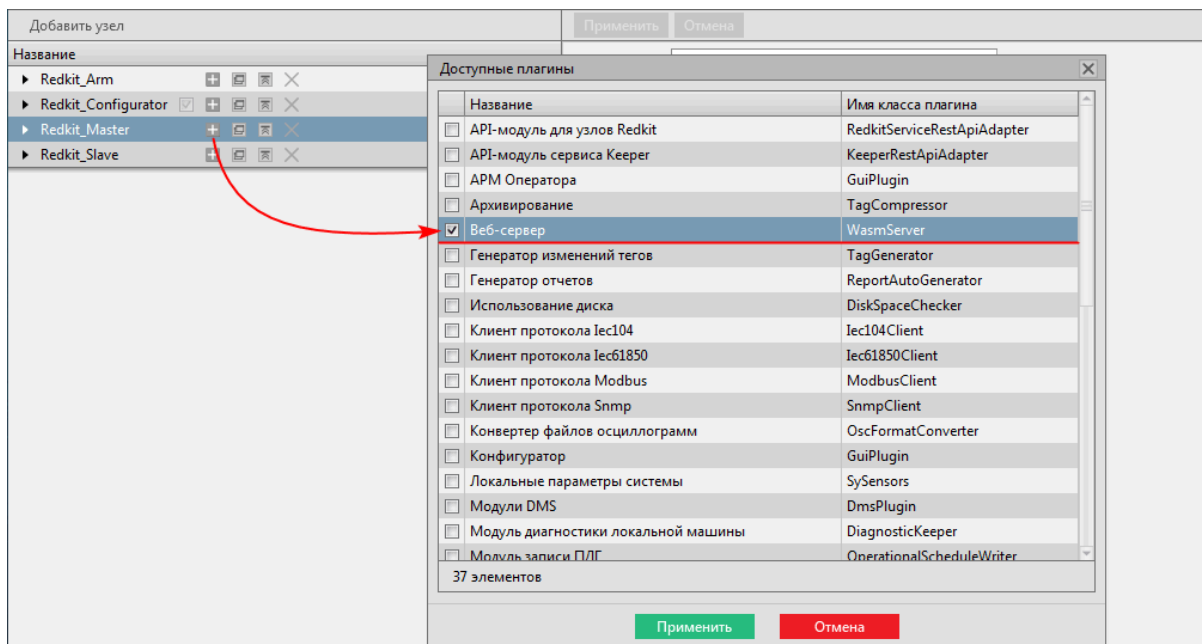 Добавить узел
Применить Отмена
Название
Redkit_Arm
Redkit_Configurator
Redkit_Master
Redkit_Slave
Доступные плагины
Название Имя класса плагина
API-модуль для узлов Redkit RedkitServiceRestApiAdapter
API-модуль сервиса Keeper KeeperRestApiAdapter
АРМ Оператора GuiPlugin
Архивирование TagCompressor
Веб-сервер WasmServer
Генератор изменений тегов TagGenerator
Генератор отчетов ReportAutoGenerator
Использование диска DiskSpaceChecker
Клиент протокола Iec104 Iec104Client
Клиент протокола Iec61850 Iec61850Client
Клиент протокола Modbus ModbusClient
Клиент протокола Snmp SnmpClient
Конвертер файлов осциллограмм OscFormatConverter
Конфигуратор GuiPlugin
Локальные параметры системы SySensors
Модули DMS DmsPlugin
Модуль диагностики локальной машины DiagnosticKeeper
Модуль записи ПДГ OperationalScheduleWriter
37 элементов
Применить Отмена